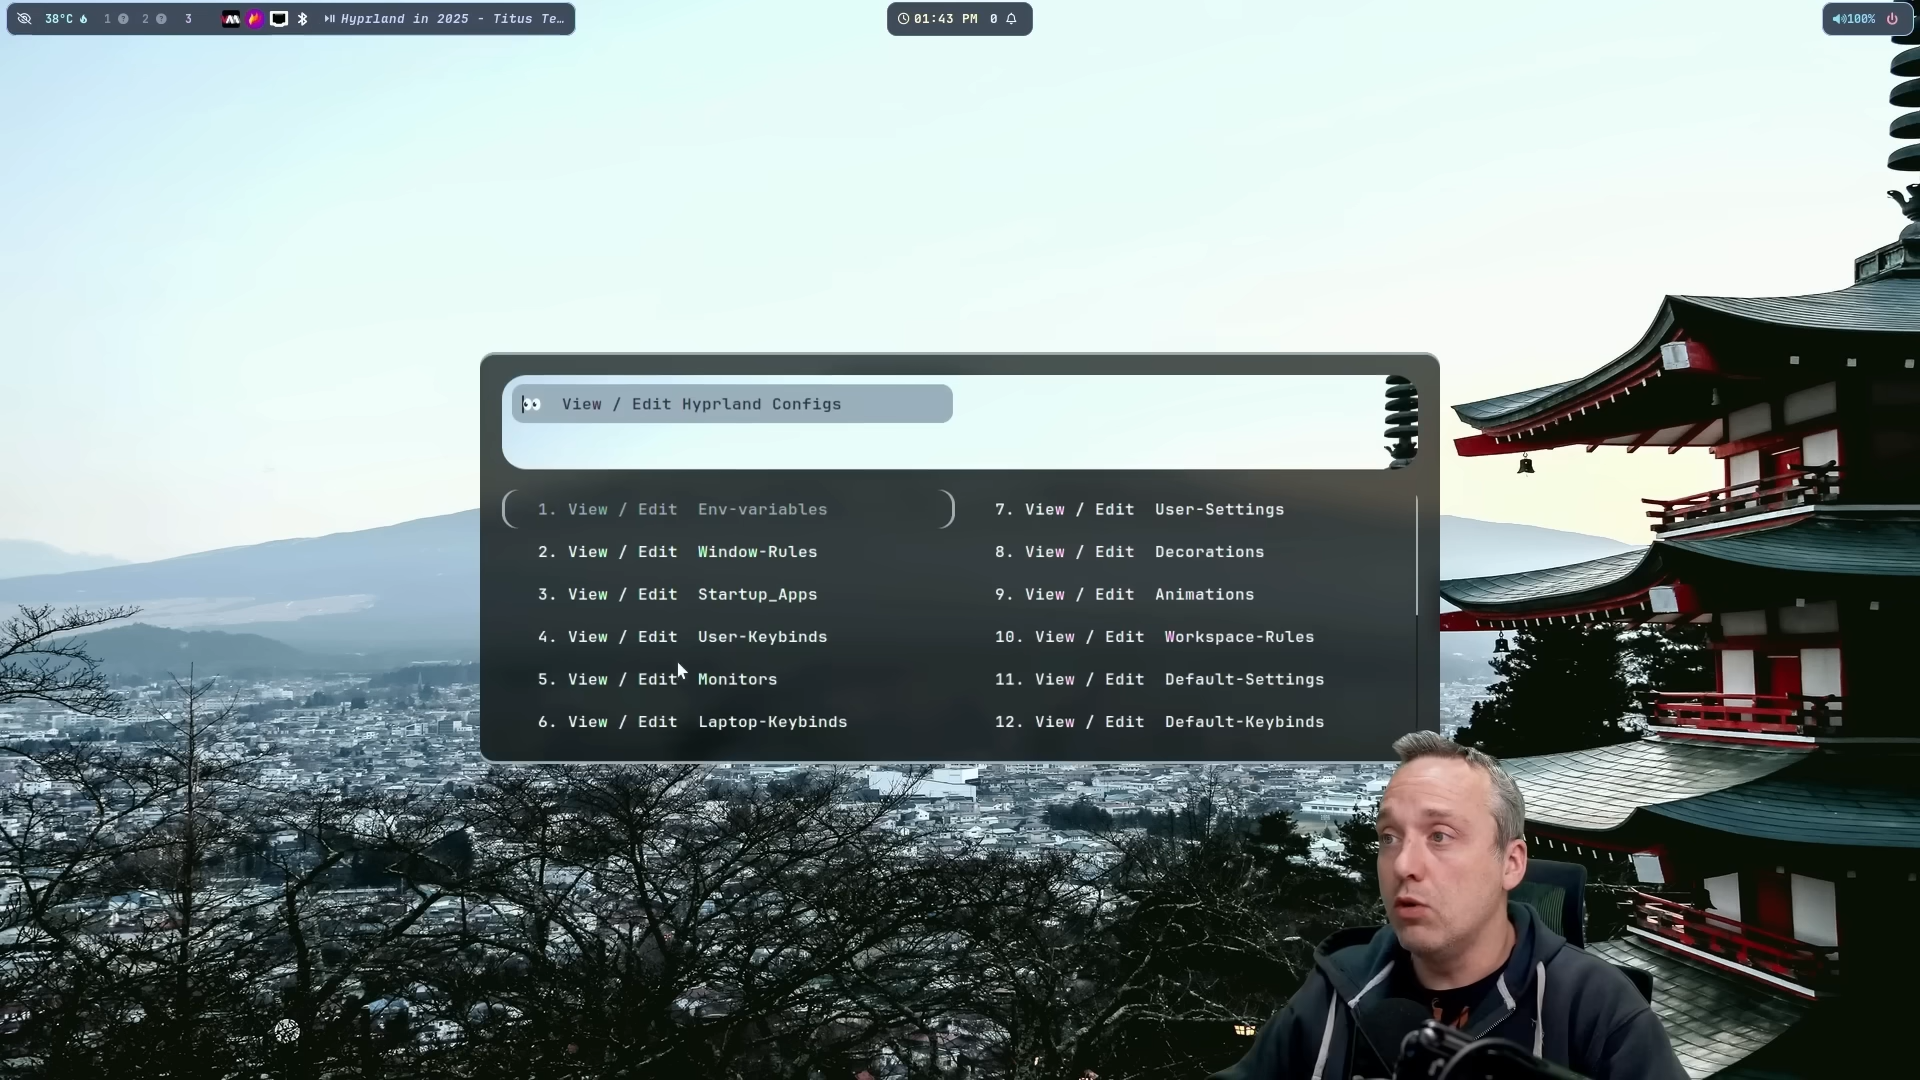 38°C 1 2 3 Hyprland in 2025 - Titus Te…
01:43 PM 0
100%
View / Edit Hyprland Configs
1. View / Edit Env-variables
2. View / Edit Window-Rules
3. View / Edit Startup_Apps
4. View / Edit User-Keybinds
5. View / Edit Monitors
6. View / Edit Laptop-Keybinds
7. View / Edit User-Settings
8. View / Edit Decorations
9. View / Edit Animations
10. View / Edit Workspace-Rules
11. View / Edit Default-Settings
12. View / Edit Default-Keybinds